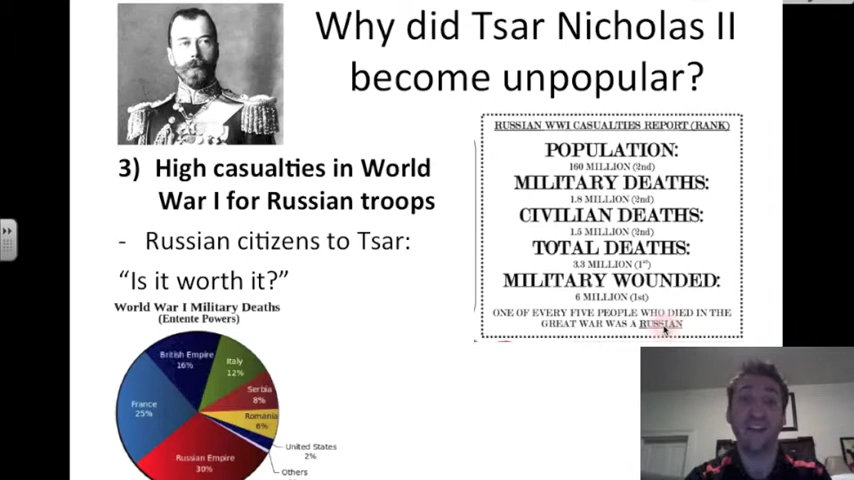 Why did Tsar Nicholas II
become unpopular?
3) High casualties in World
War I for Russian troops
- Russian citizens to Tsar:
“Is it worth it?”
World War I Military Deaths
(Entente Powers)
British Empire
16%
Italy
12%
Serbia
8%
France
25%
Romania
6%
United States
2%
Russian Empire
30%
Others
RUSSIAN WWI CASUALTIES REPORT (RANK)
POPULATION:
160 MILLION (2nd)
MILITARY DEATHS:
1.8 MILLION (2nd)
CIVILIAN DEATHS:
1.5 MILLION (2nd)
TOTAL DEATHS:
3.3 MILLION (1st)
MILITARY WOUNDED:
6 MILLION (1st)
ONE OF EVERY FIVE PEOPLE WHO DIED IN THE
GREAT WAR WAS A RUSSIAN